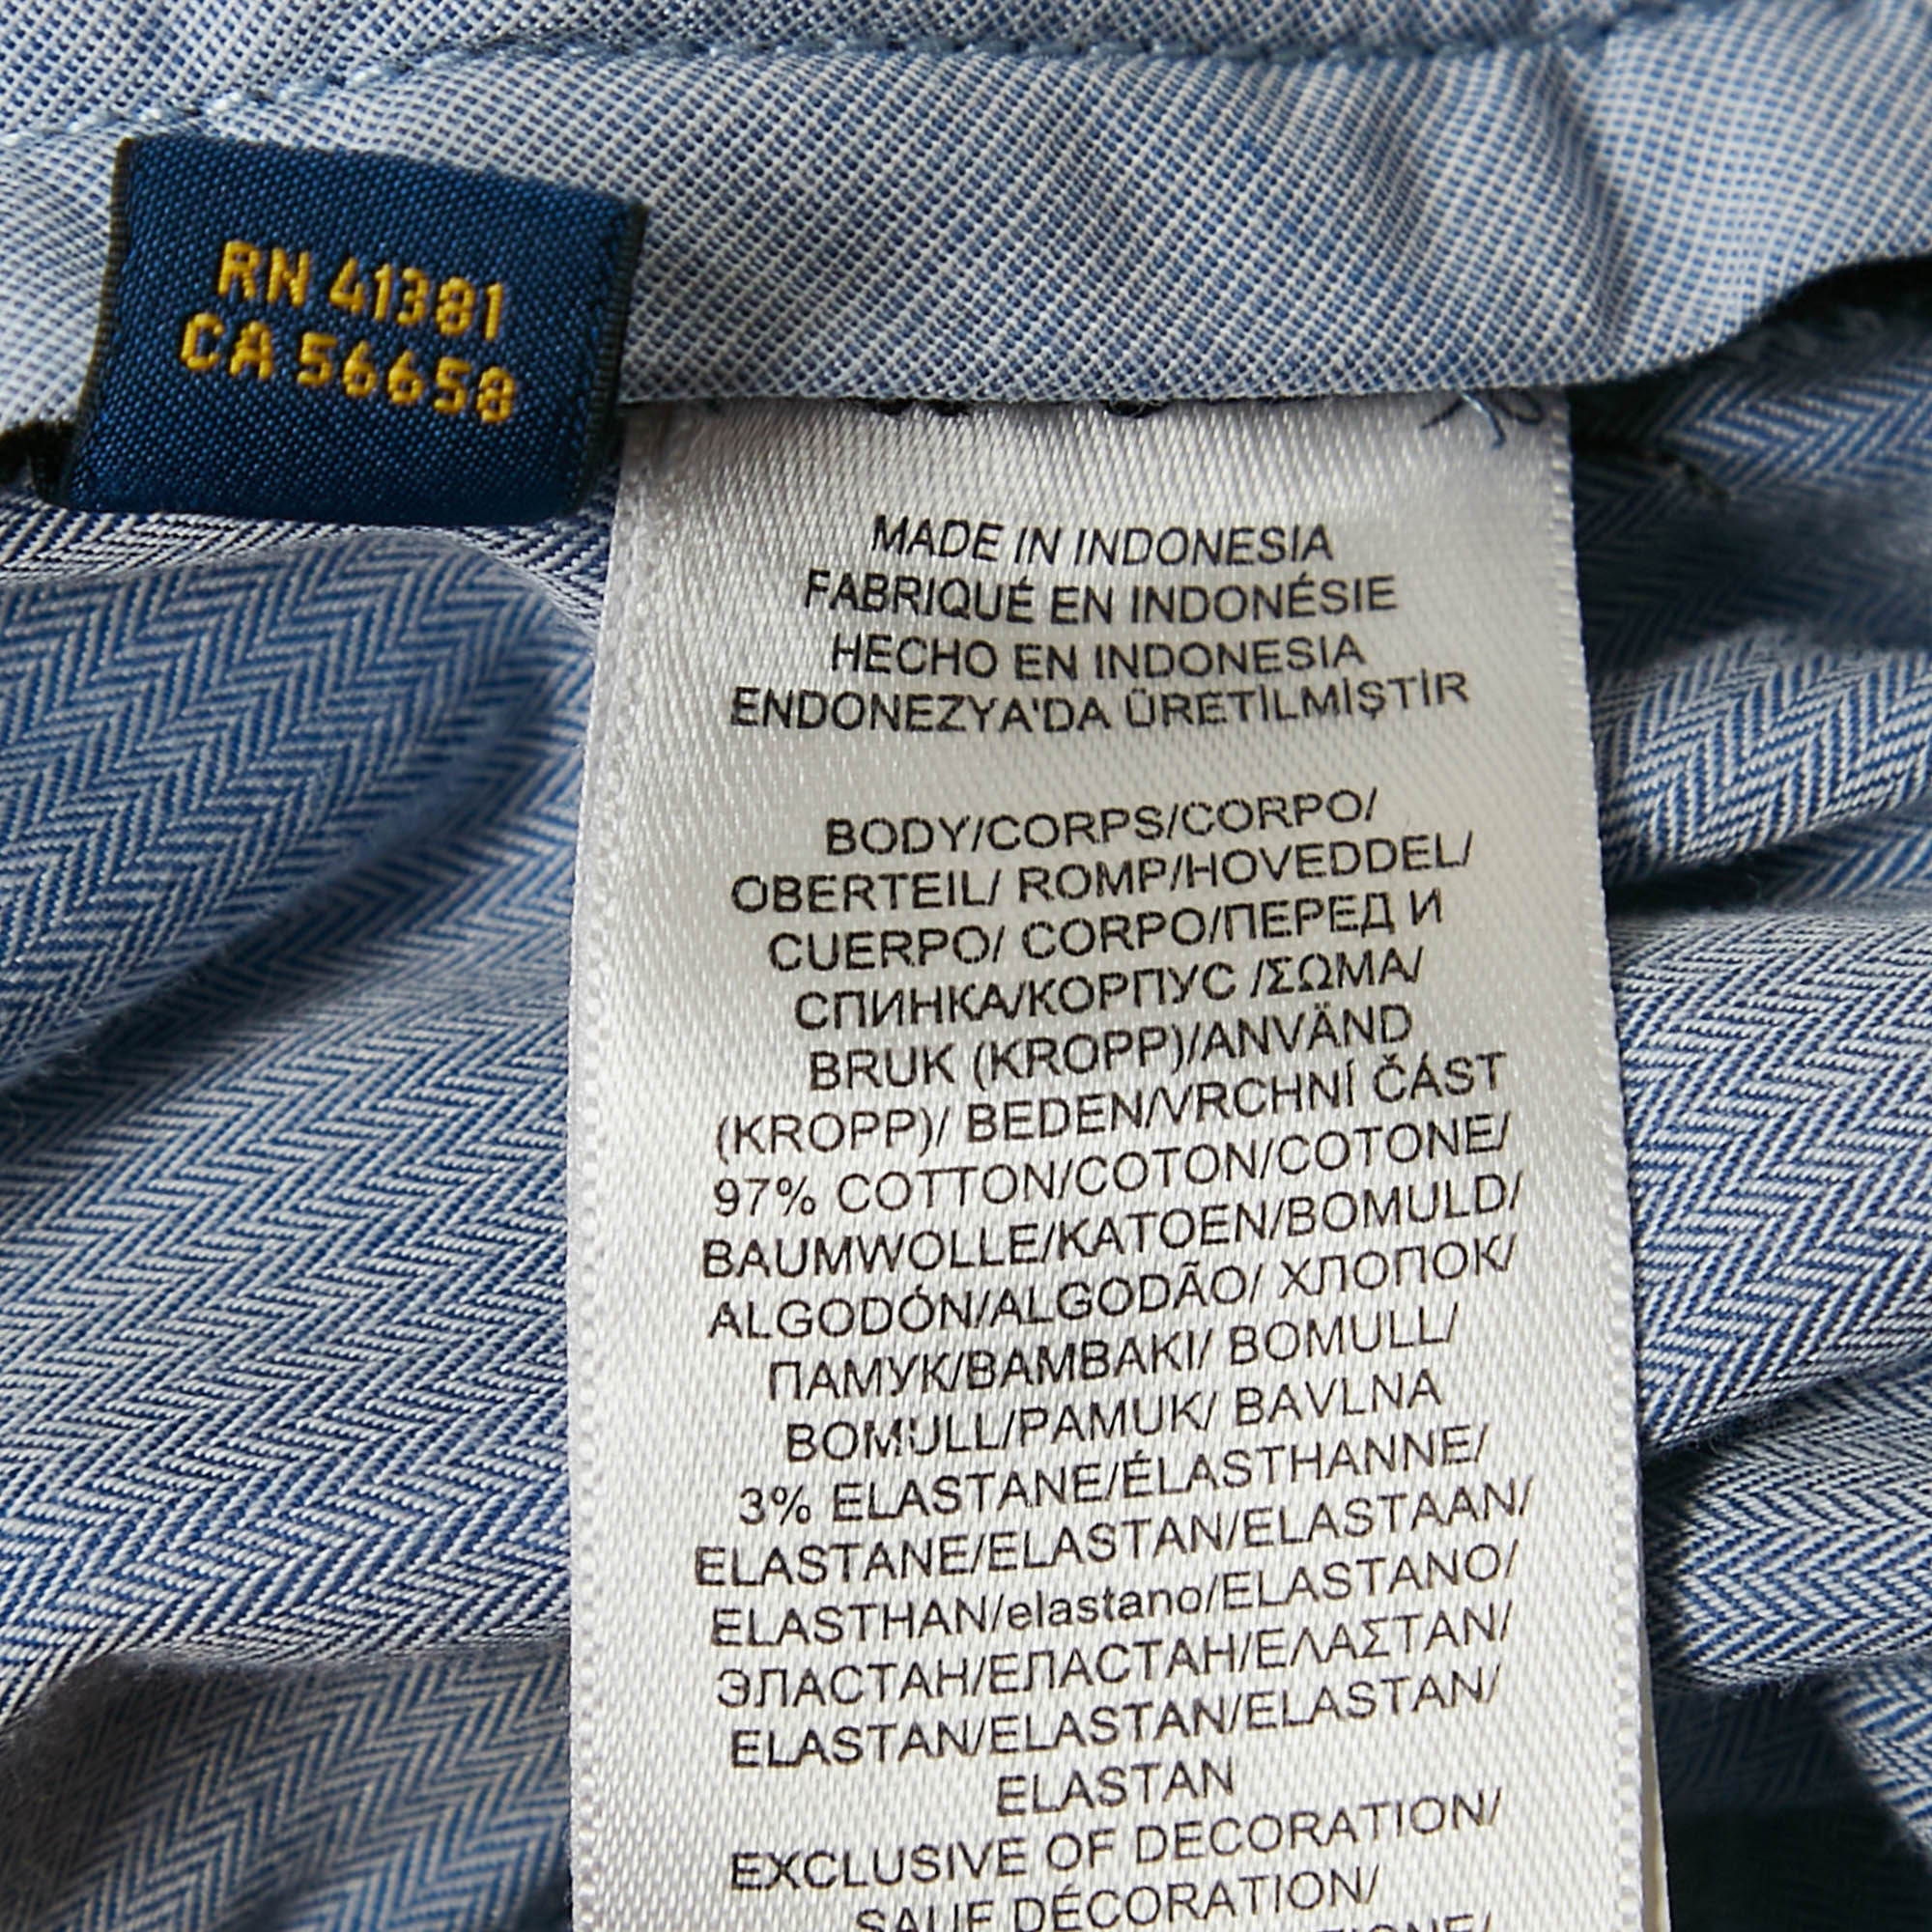 RN 41381
CA 56658
MADE IN INDONESIA
FABRIQUÉ EN INDONÉSIE
HECHO EN INDONESIA
ENDONEZYA'DA ÜRETİLMİŞTİR
BODY/CORPS/CORPO/
OBERTEIL/ ROMP/HOVEDDEL/
CUERPO/ CORPO/ПЕРЕД И
СПИНКА/КОРПУС /ΣΩΜΑ/
BRUK (KROPP)/ANVÄND
(KROPP)/ BEDEN/VRCHNÍ ČÁST
97% COTTON/COTON/COTONE/
BAUMWOLLE/KATOEN/BOMULD/
ALGODÓN/ALGODÃO/ ХЛОПОК/
ПАМУК/ΒΑΜΒΑΚΙ/ BOMULL/
BOMULL/PAMUK/ BAVLNA
3% ELASTANE/ÉLASTHANNE/
ELASTANE/ELASTAN/ELASTAAN/
ELASTHAN/elastano/ELASTANO/
ЭЛАСТАН/ЕЛАСТАН/ΕΛΑΣΤΑΝ/
ELASTAN/ELASTAN/ELASTAN/
ELASTAN
EXCLUSIVE OF DECORATION/
SAUF DÉCORATION/